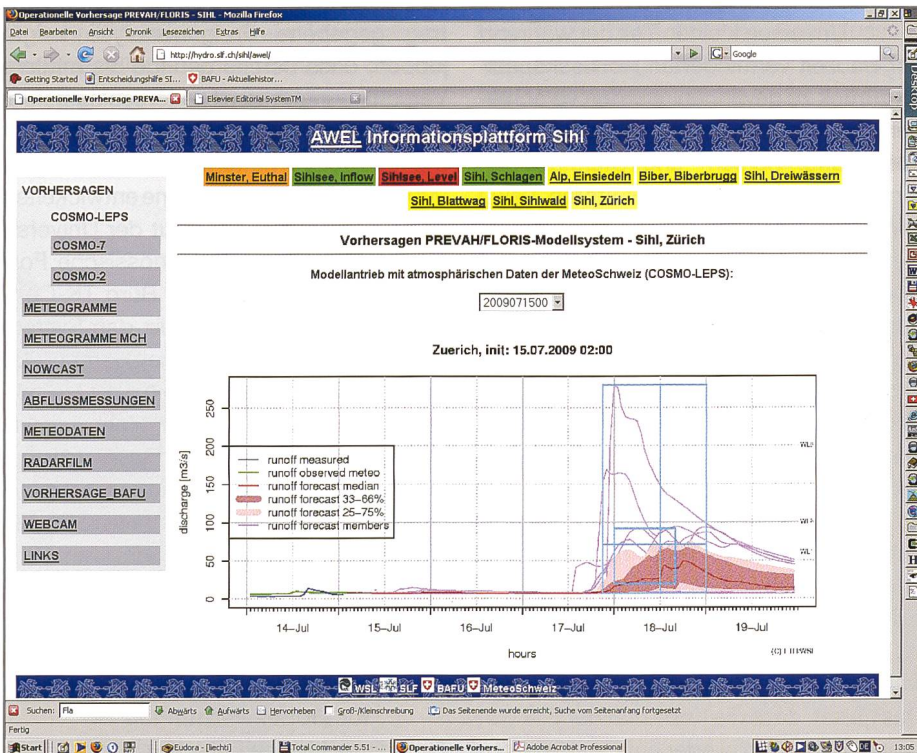 Operationelle Vorhersage PREVAH/FLORIS - SIHL - Mozilla Firefox
Datei Bearbeiten Ansicht Chronik Lesezeichen Extras Hilfe
http://hydro.slf.ch/sihl/awel/
Google
Getting Started Entscheidungshilfe SI... BAFU - Aktuellehistor...
Operationelle Vorhersage PREVA... Elsevier Editorial SystemTM
AWEL Informationsplattform Sihl
Minster, Euthal Sihlsee, Inflow Sihlsee, Level Sihl, Schlagen Alp, Einsiedeln Biber, Biberbrugg Sihl, Dreiwässern
Sihl, Blattwag Sihl, Sihlwald Sihl, Zürich
VORHERSAGEN
COSMO-LEPS
COSMO-7
COSMO-2
METEOGRAMME
METEOGRAMME MCH
NOWCAST
ABFLUSSMESSUNGEN
METEODATEN
RADARFILM
VORHERSAGE_BAFU
WEBCAM
LINKS
Vorhersagen PREVAH/FLORIS-Modellsystem - Sihl, Zürich
Modellantrieb mit atmosphärischen Daten der MeteoSchweiz (COSMO-LEPS):
2009071500
Zuerich, init: 15.07.2009 02:00
discharge [m3/s]
250
200
150
100
50
0
runoff measured
runoff observed meteo
runoff forecast median
runoff forecast 33–66%
runoff forecast 25–75%
runoff forecast members
14–Jul 15–Jul 16–Jul 17–Jul 18–Jul 19–Jul
hours
WSL SLF BAFU MeteoSchweiz
Suchen: Fla Abwärts Aufwärts Hervorheben Groß-/Kleinschreibung Das Seitenende wurde erreicht, Suche vom Seitenanfang fortgesetzt
Fertig
Start Eudora - [liechti] Total Commander 5.51 - ... Operationelle Vorhers... Adobe Acrobat Professional DE 13:05